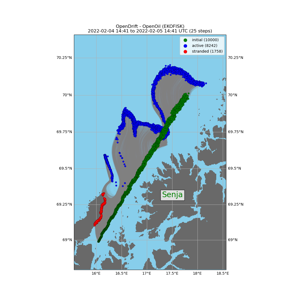 OpenDrift - OpenOil (EKOFISK)
2022-02-04 14:41 to 2022-02-05 14:41 UTC (25 steps)
initial (10000)
active (8242)
stranded (1758)
70.25°N
70.25°N
70°N
70°N
69.75°N
69.75°N
69.5°N
69.5°N
Senja
69.25°N
69.25°N
69°N
69°N
16°E
16.5°E
17°E
17.5°E
18°E
18.5°E